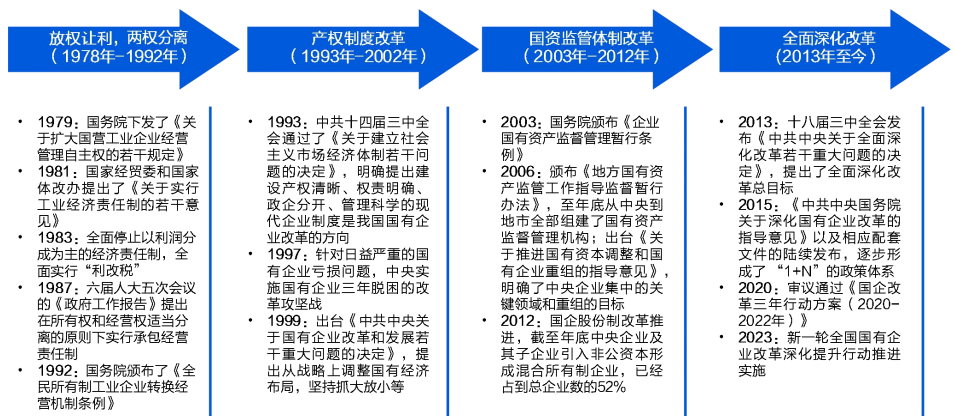 放权让利，两权分离
（1978年-1992年）
• 1979：国务院下发了《关
于扩大国营工业企业经营
管理自主权的若干规定》
• 1981：国家经贸委和国家
体改办提出了《关于实行
工业经济责任制的若干意
见》
• 1983：全面停止以利润分
成为主的经济责任制，全
面实行“利改税”
• 1987：六届人大五次会议
的《政府工作报告》提出
在所有权和经营权适当分
离的原则下实行承包经营
责任制
• 1992：国务院颁布了《全
民所有制工业企业转换经
营机制条例》
产权制度改革
（1993年-2002年）
• 1993：中共十四届三中全
会通过了《关于建立社会
主义市场经济体制若干问
题的决定》，明确提出建
设产权清晰、权责明确、
政企分开、管理科学的现
代企业制度是我国国有企
业改革的方向
• 1997：针对日益严重的国
有企业亏损问题，中央实
施国有企业三年脱困的改
革攻坚战
• 1999：出台《中共中央关
于国有企业改革和发展若
干重大问题的决定》，提
出从战略上调整国有经济
布局，坚持抓大放小等
国资监管体制改革
（2003年-2012年）
• 2003：国务院颁布《企业
国有资产监督管理暂行条
例》
• 2006：颁布《地方国有资
产监管工作指导监督暂行
办法》，至年底从中央到
地市全部组建了国有资产
监督管理机构；出台《关
于推进国有资本调整和国
有企业重组的指导意见》，
明确了中央企业集中的关
键领域和重组的目标
• 2012：国企股份制改革推
进，截至年底中央企业及
其子企业引入非公资本形
成混合所有制企业，已经
占到总企业数的52%
全面深化改革
（2013年至今）
• 2013：十八届三中全会发
布《中共中央关于全面深
化改革若干重大问题的决
定》，提出了全面深化改
革总目标
• 2015：《中共中央国务院
关于深化国有企业改革的
指导意见》以及相应配套
文件的陆续发布，逐步形
成了“1+N”的政策体系
• 2020：审议通过《国企改
革三年行动方案（2020-
2022年）》
• 2023：新一轮全国国有企
业改革深化提升行动推进
实施